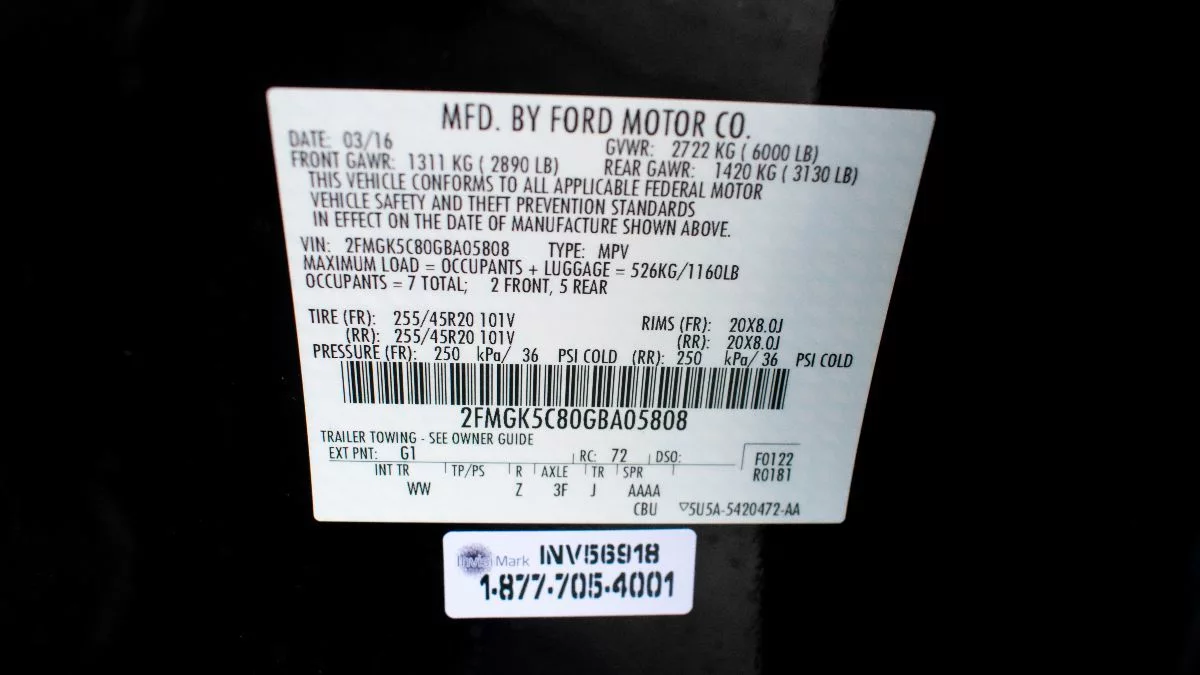 MFD. BY FORD MOTOR CO.
DATE: 03/16 GVWR: 2722 KG ( 6000 LB)
FRONT GAWR: 1311 KG ( 2890 LB) REAR GAWR: 1420 KG ( 3130 LB)
THIS VEHICLE CONFORMS TO ALL APPLICABLE FEDERAL MOTOR
VEHICLE SAFETY AND THEFT PREVENTION STANDARDS
IN EFFECT ON THE DATE OF MANUFACTURE SHOWN ABOVE.
VIN: 2FMGK5C80GBA05808 TYPE: MPV
MAXIMUM LOAD = OCCUPANTS + LUGGAGE = 526KG/1160LB
OCCUPANTS = 7 TOTAL; 2 FRONT, 5 REAR
TIRE (FR): 255/45R20 101V RIMS (FR): 20X8.0J
(RR): 255/45R20 101V (RR): 20X8.0J
PRESSURE (FR): 250 kPa/ 36 PSI COLD (RR): 250 kPa/ 36 PSI COLD
2FMGK5C80GBA05808
TRAILER TOWING - SEE OWNER GUIDE
EXT PNT: G1 RC: 72 DSO: F0122
INT TR TP/PS R AXLE TR SPR R0181
WW Z 3F J AAAA
CBU ▽5U5A-5420472-AA
InvisiMark INV56918
1-877-705-4001